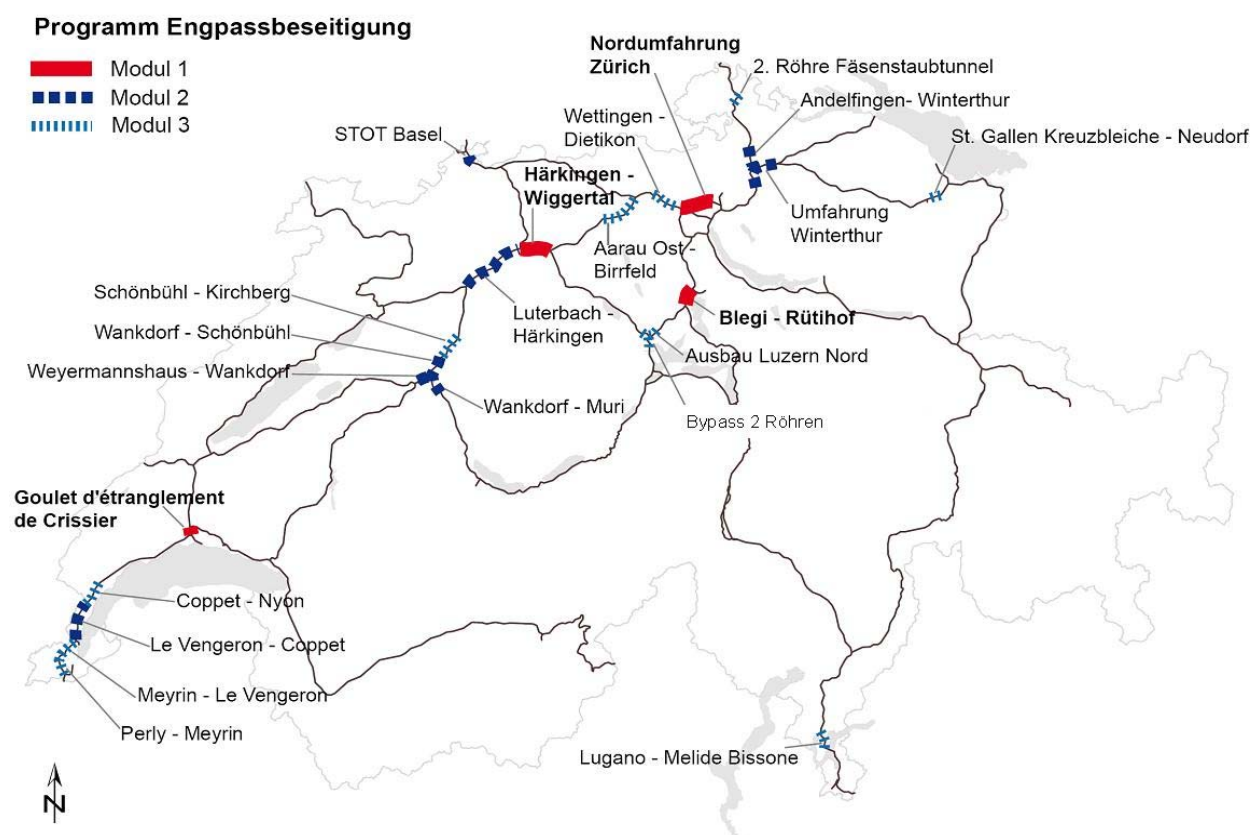 Programm Engpassbeseitigung
Modul 1
Modul 2
Modul 3
Nordumfahrung
Zürich
2. Röhre Fäsenstaubtunnel
Andelfingen- Winterthur
Wettingen -
Dietikon
STOT Basel
St. Gallen Kreuzbleiche - Neudorf
Härkingen -
Wiggertal
Umfahrung
Winterthur
Aarau Ost -
Birrfeld
Schönbühl - Kirchberg
Luterbach -
Härkingen
Blegi - Rütihof
Wankdorf - Schönbühl
Ausbau Luzern Nord
Weyermannshaus - Wankdorf
Wankdorf - Muri
Bypass 2 Röhren
Goulet d'étranglement
de Crissier
Coppet - Nyon
Le Vengeron - Coppet
Meyrin - Le Vengeron
Perly - Meyrin
Lugano - Melide Bissone
N